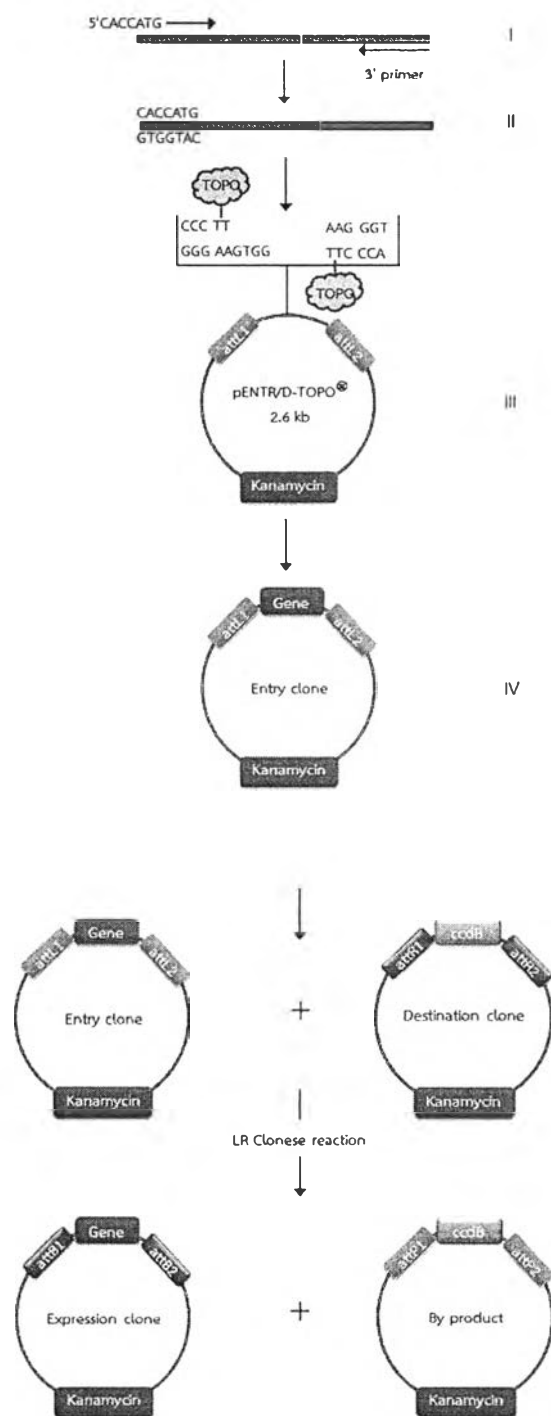 5'CACCATG
I
3' primer
CACCATG
GTGGTAC
II
TOPO
CCC TT
AAG GGT
GGG AAGTGG
TTC CCA
TOPO
attL1
attL2
pENTR/D-TOPO®
2.6 kb
III
Kanamycin
Gene
attL1
attL2
Entry clone
IV
Kanamycin
Gene
ccdB
attL1
attL2
attR1
attR2
Entry clone
+
Destination clone
Kanamycin
Kanamycin
LR Clonese reaction
Gene
ccdB
attB1
attB2
attP1
attP2
Expression clone
+
By product
Kanamycin
Kanamycin